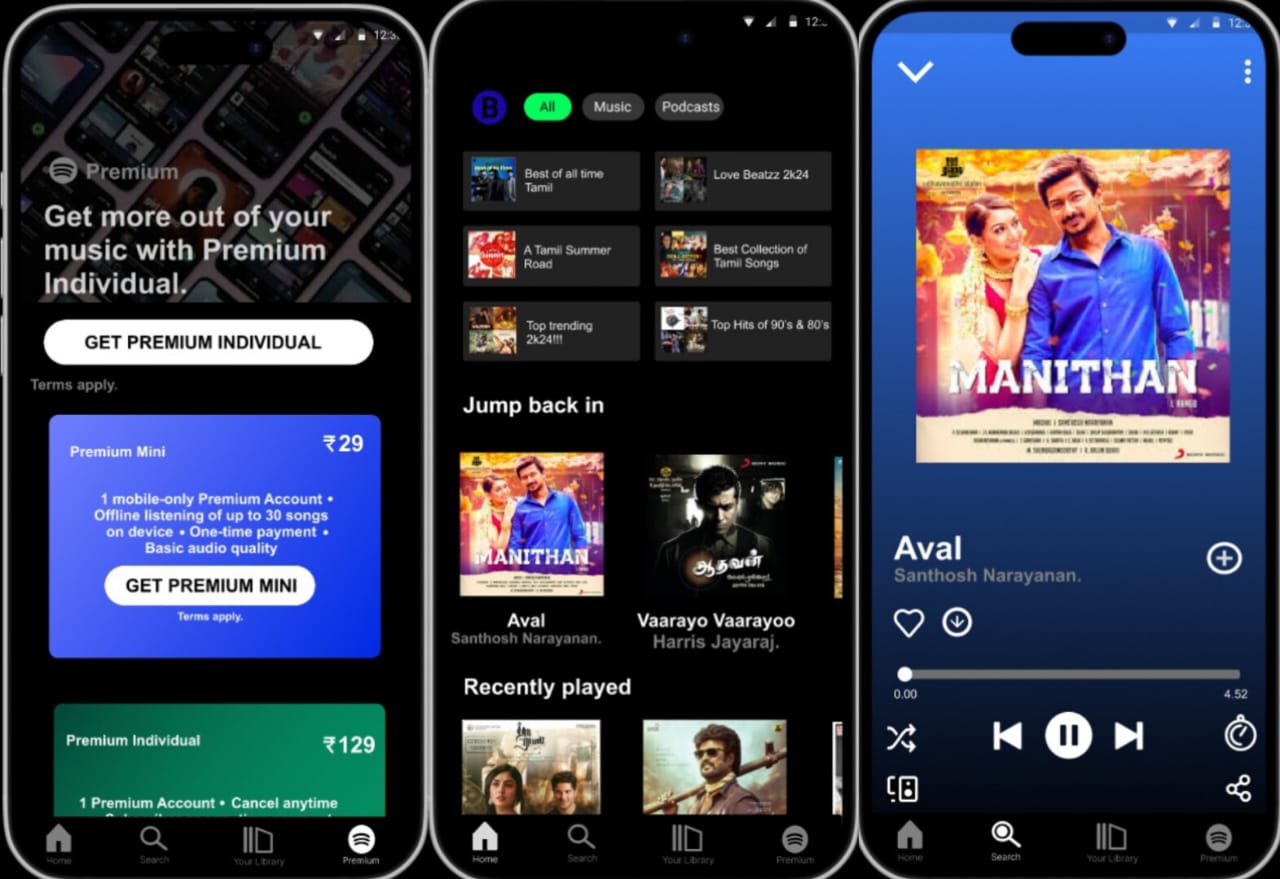 12:3
Premium
Get more out of your
music with Premium
Individual.
GET PREMIUM INDIVIDUAL
Terms apply.
Premium Mini
₹29
1 mobile-only Premium Account •
Offline listening of up to 30 songs
on device • One-time payment •
Basic audio quality
GET PREMIUM MINI
Terms apply.
Premium Individual
₹129
1 Premium Account • Cancel anytime
Home
Search
Your Library
Premium
12:
B
All
Music
Podcasts
Best of all time
Tamil
Love Beatzz 2k24
A Tamil Summer
Road
Best Collection of
Tamil Songs
Top trending
2k24!!!
Top Hits of 90's & 80's
Jump back in
MANITHAN
SONY MUSIC
ஆதவன்
Aval
Santhosh Narayanan.
Vaarayo Vaarayoo
Harris Jayaraj.
Recently played
Home
Search
Your Library
Premium
12:
MANITHAN
Aval
Santhosh Narayanan.
0.00
4.52
Home
Search
Your Library
Premium